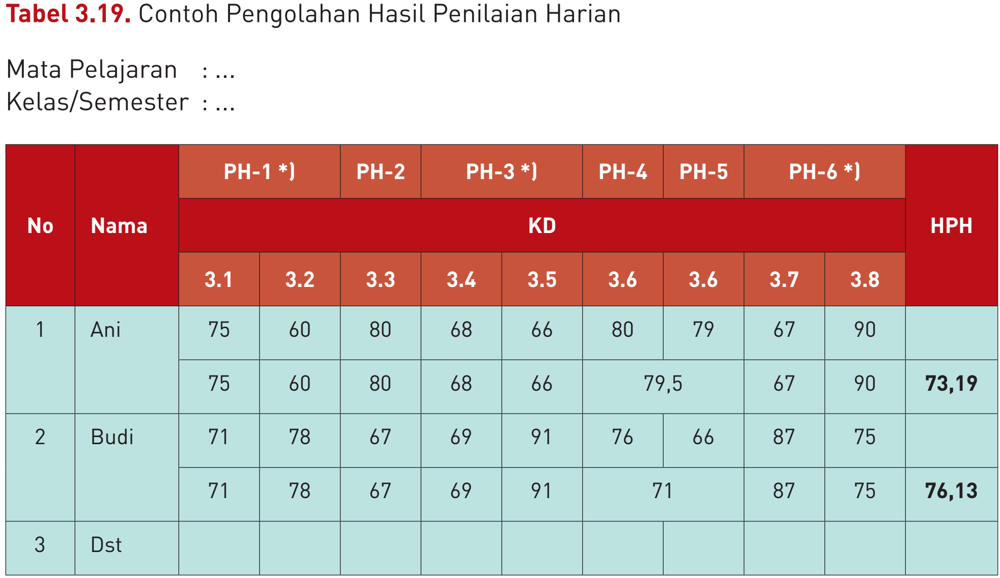 Tabel 3.19. Contoh Pengolahan Hasil Penilaian Harian
Mata Pelajaran : ...
Kelas/Semester : ...
No Nama PH-1 *) PH-2 PH-3 *) PH-4 PH-5 PH-6 *) HPH
KD
3.1 3.2 3.3 3.4 3.5 3.6 3.6 3.7 3.8
1 Ani 75 60 80 68 66 80 79 67 90
75 60 80 68 66 79,5 67 90 73,19
2 Budi 71 78 67 69 91 76 66 87 75
71 78 67 69 91 71 87 75 76,13
3 Dst